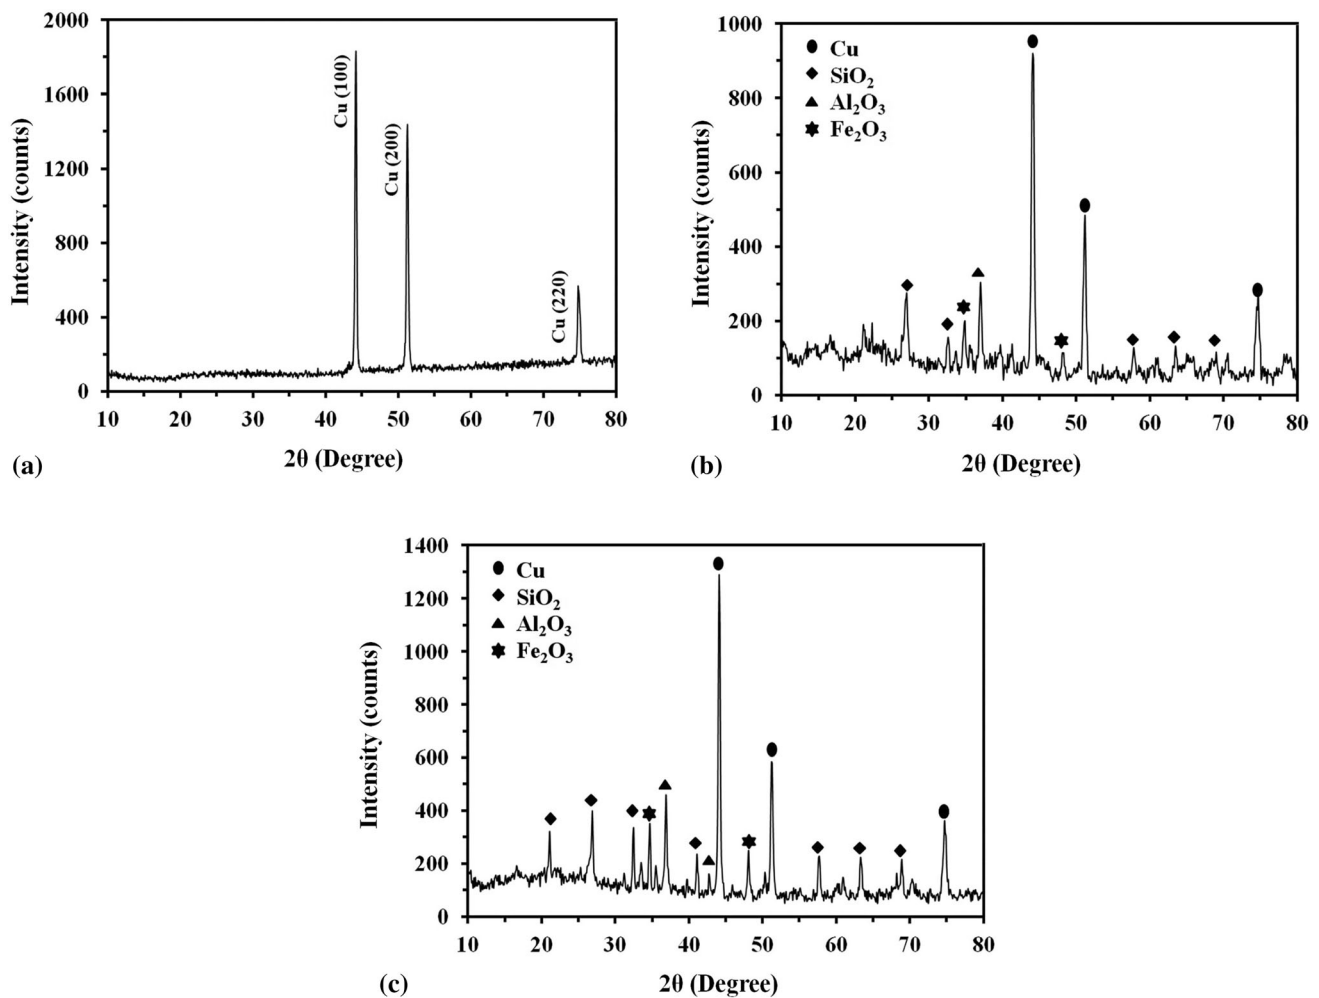 2000
1600
1200
800
400
0
Intensity (counts)
Cu (100)
Cu (200)
Cu (220)
10 20 30 40 50 60 70 80
2θ (Degree)
(a)
1000
800
600
400
200
0
Intensity (counts)
Cu
SiO₂
Al₂O₃
Fe₂O₃
10 20 30 40 50 60 70 80
2θ (Degree)
(b)
1400
1200
1000
800
600
400
200
0
Intensity (counts)
Cu
SiO₂
Al₂O₃
Fe₂O₃
10 20 30 40 50 60 70 80
2θ (Degree)
(c)